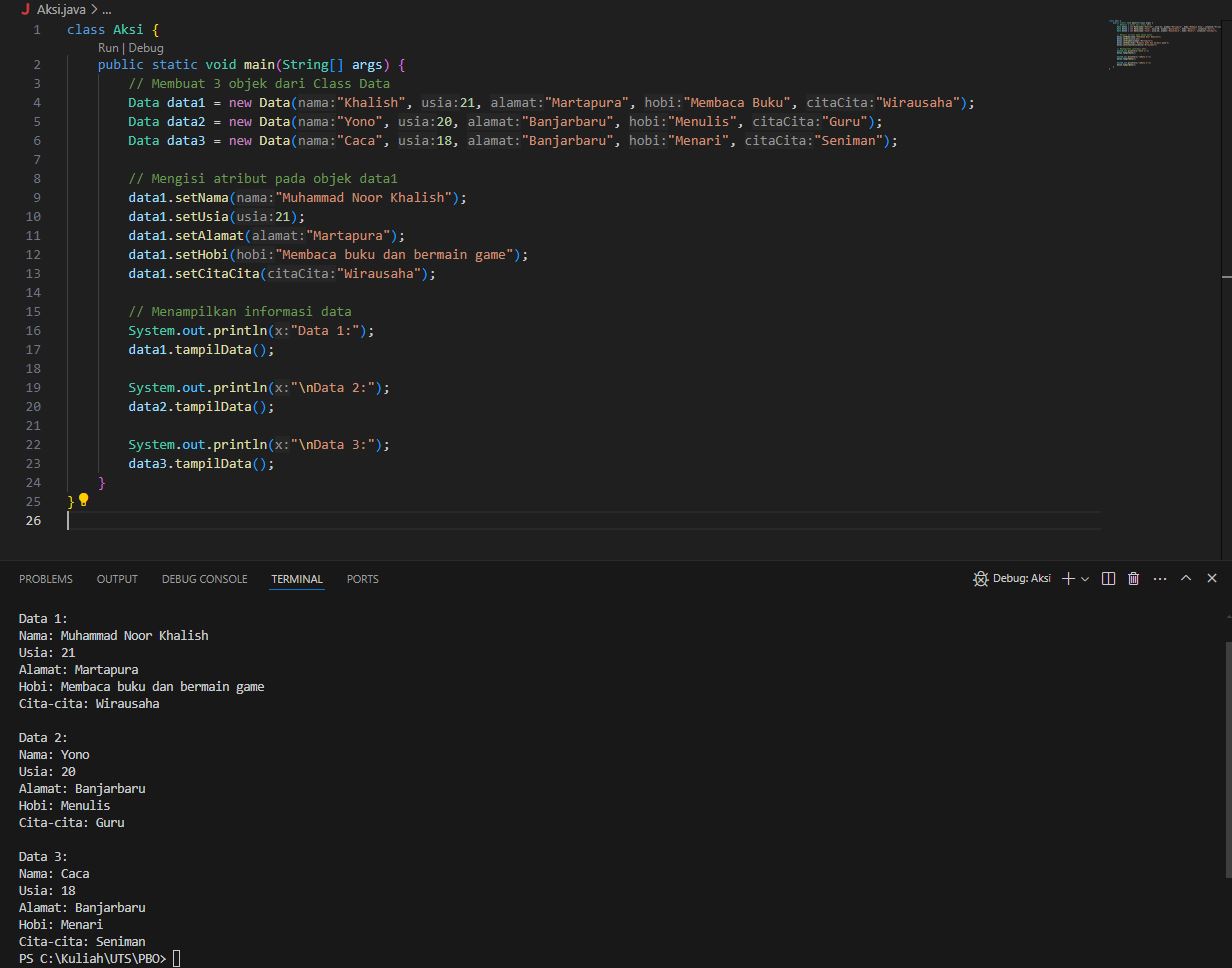 Aksi.java > ...
1 class Aksi {
Run | Debug
2 public static void main(String[] args) {
3 // Membuat 3 objek dari Class Data
4 Data data1 = new Data(nama:"Khalish", usia:21, alamat:"Martapura", hobi:"Membaca Buku", citaCita:"Wirausaha");
5 Data data2 = new Data(nama:"Yono", usia:20, alamat:"Banjarbaru", hobi:"Menulis", citaCita:"Guru");
6 Data data3 = new Data(nama:"Caca", usia:18, alamat:"Banjarbaru", hobi:"Menari", citaCita:"Seniman");
7
8 // Mengisi atribut pada objek data1
9 data1.setNama(nama:"Muhammad Noor Khalish");
10 data1.setUsia(usia:21);
11 data1.setAlamat(alamat:"Martapura");
12 data1.setHobi(hobi:"Membaca buku dan bermain game");
13 data1.setCitaCita(citaCita:"Wirausaha");
14
15 // Menampilkan informasi data
16 System.out.println(x:"Data 1:");
17 data1.tampilData();
18
19 System.out.println(x:"\nData 2:");
20 data2.tampilData();
21
22 System.out.println(x:"\nData 3:");
23 data3.tampilData();
24 }
25 }
26
PROBLEMS OUTPUT DEBUG CONSOLE TERMINAL PORTS Debug: Aksi
Data 1:
Nama: Muhammad Noor Khalish
Usia: 21
Alamat: Martapura
Hobi: Membaca buku dan bermain game
Cita-cita: Wirausaha
Data 2:
Nama: Yono
Usia: 20
Alamat: Banjarbaru
Hobi: Menulis
Cita-cita: Guru
Data 3:
Nama: Caca
Usia: 18
Alamat: Banjarbaru
Hobi: Menari
Cita-cita: Seniman
PS C:\Kuliah\UTS\PBO>